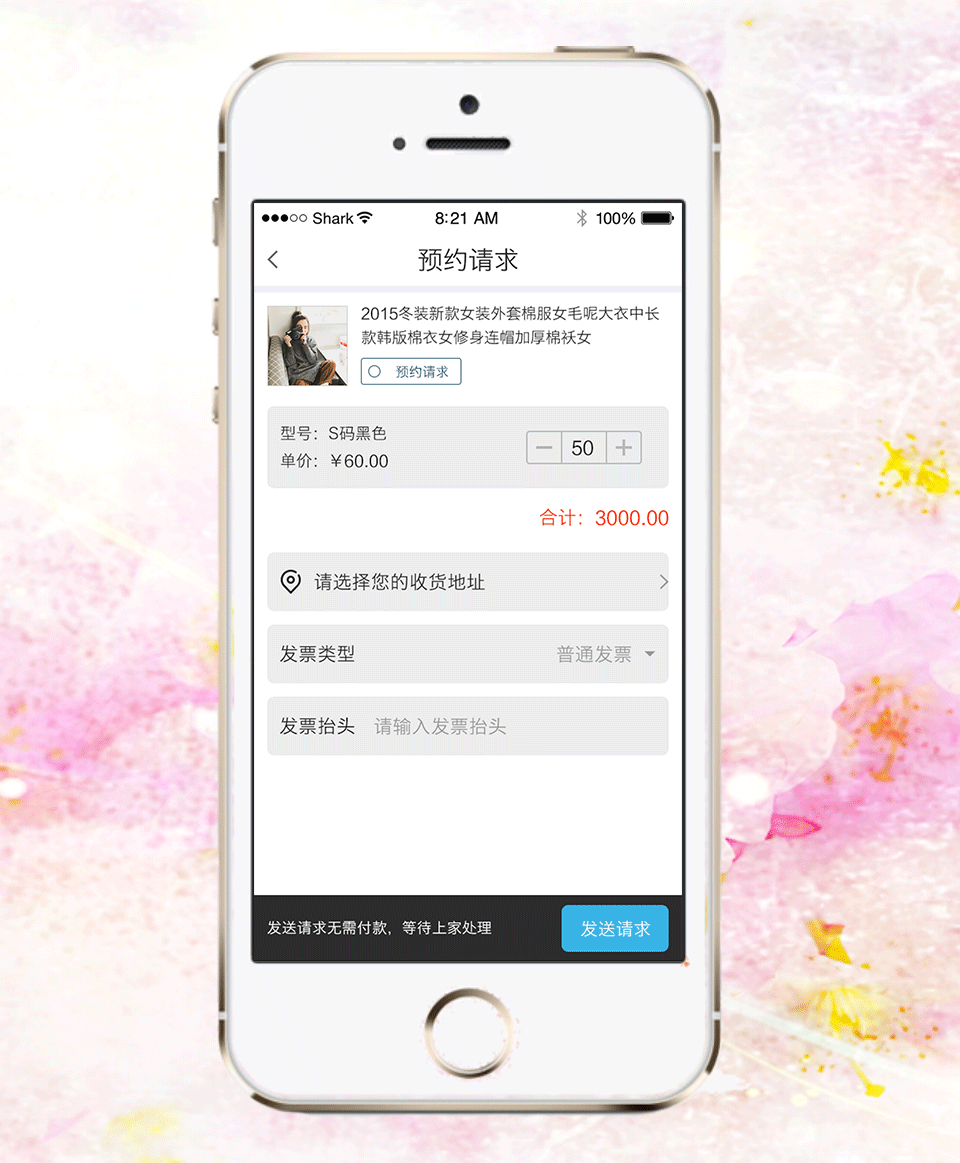 Shark
8:21 AM
100%
预约请求
2015冬装新款女装外套棉服女毛呢大衣中长
款韩版棉衣女修身连帽加厚棉袄女
预约请求
型号：S码黑色
单价：￥60.00
50
合计：3000.00
请选择您的收货地址
发票类型 普通发票
发票抬头 请输入发票抬头
发送请求无需付款，等待上家处理
发送请求